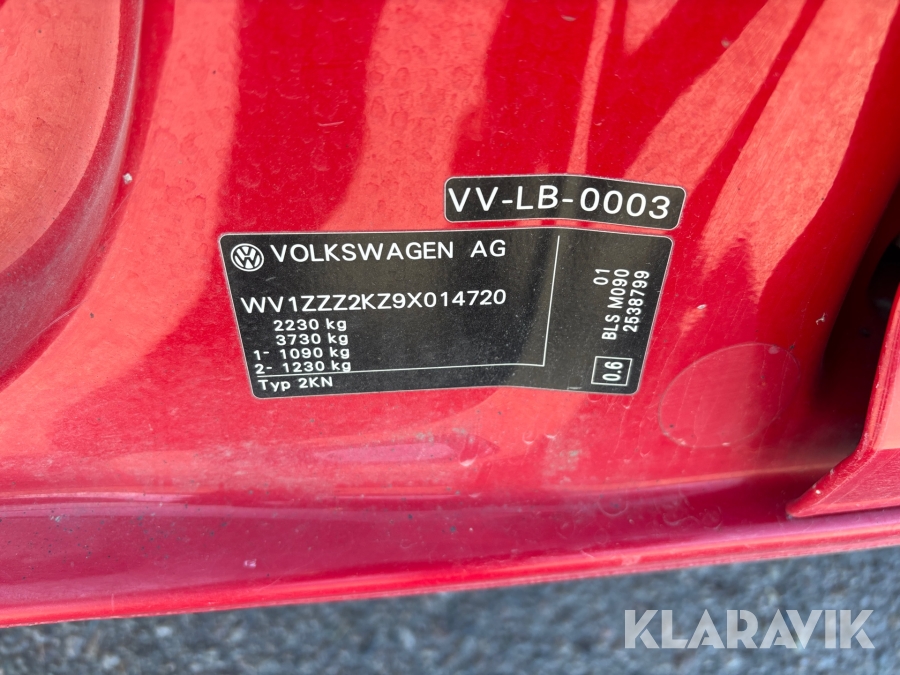 VV-LB-0003
VOLKSWAGEN AG
WV1ZZZ2KZ9X014720
2230 kg
3730 kg
1- 1090 kg
2- 1230 kg
Typ 2KN
01
BLS M090
2538799
0.6
KLARAVIK